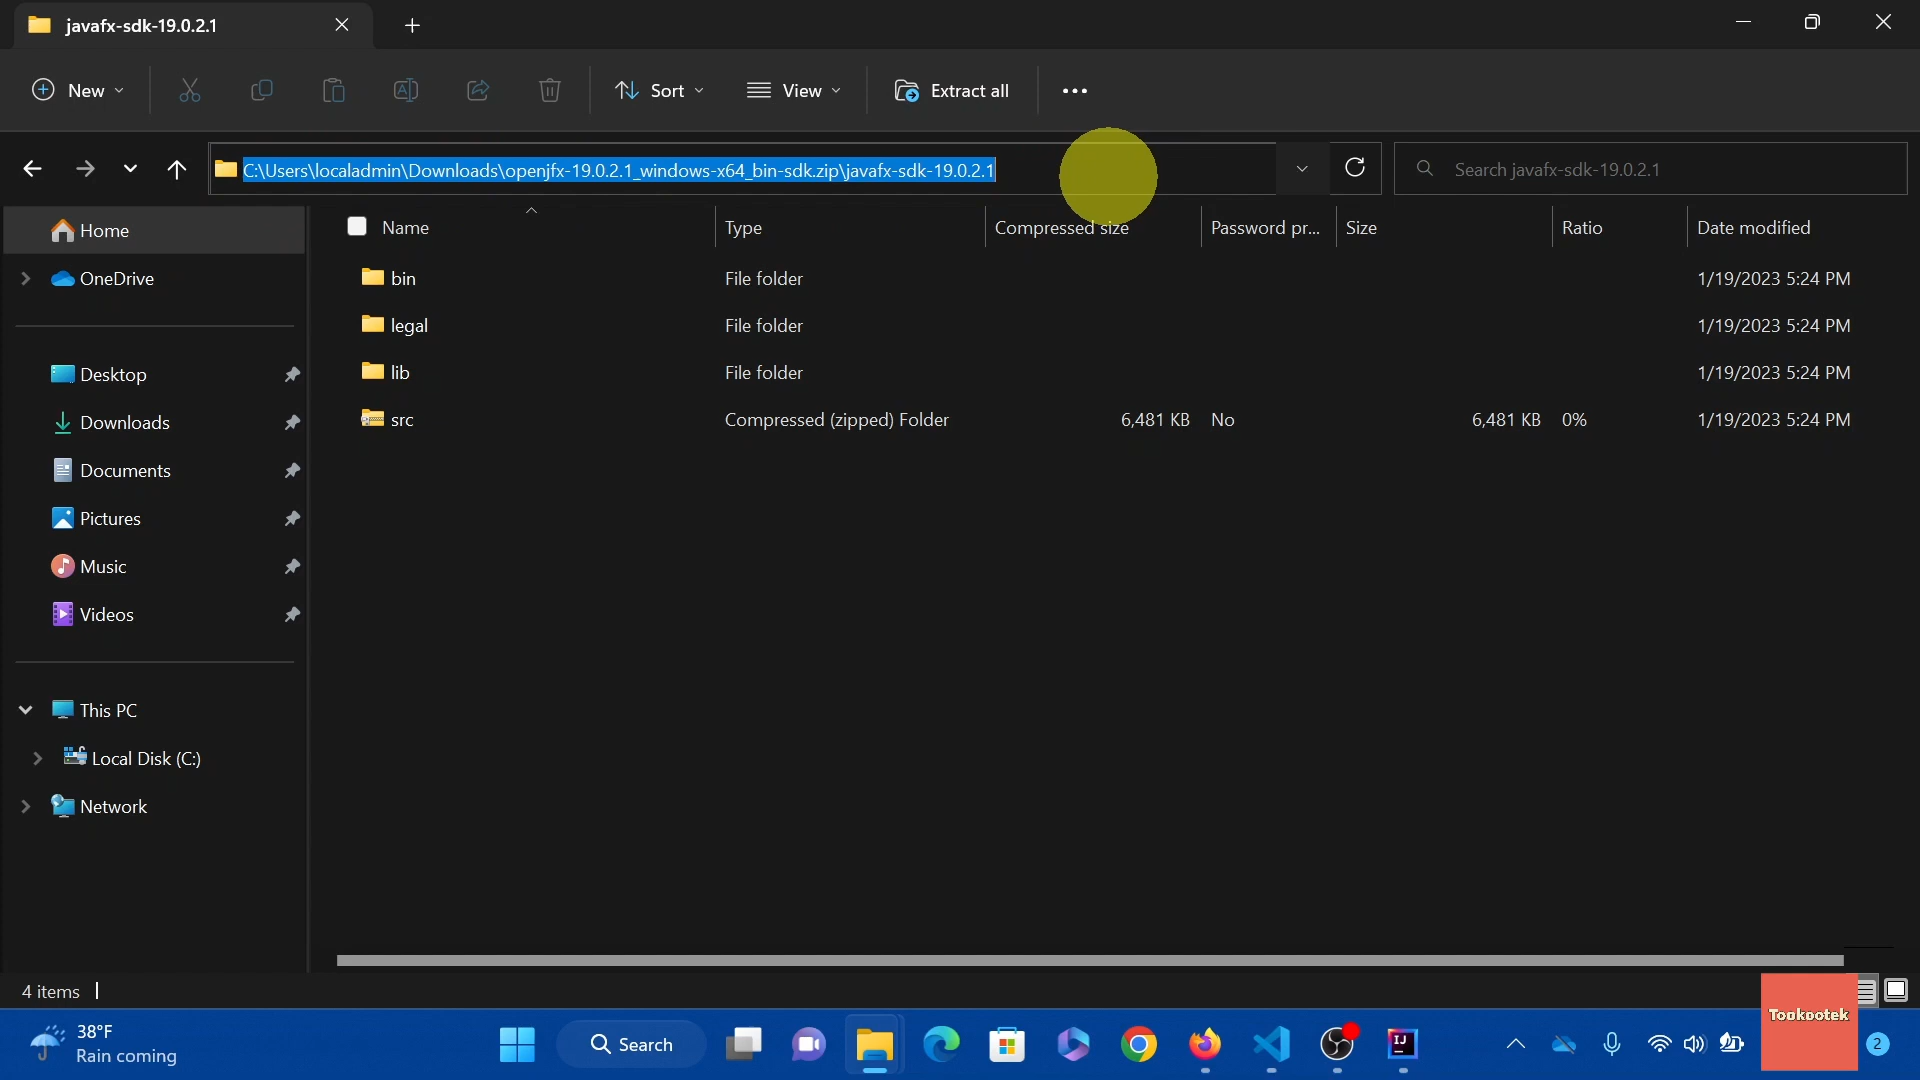 javafx-sdk-19.0.2.1
New
Sort
View
Extract all
C:\Users\localadmin\Downloads\openjfx-19.0.2.1_windows-x64_bin-sdk.zip\javafx-sdk-19.0.2.1
Search javafx-sdk-19.0.2.1
Name Type Compressed size Password pr... Size Ratio Date modified
bin File folder 1/19/2023 5:24 PM
legal File folder 1/19/2023 5:24 PM
lib File folder 1/19/2023 5:24 PM
src Compressed (zipped) Folder 6,481 KB No 6,481 KB 0% 1/19/2023 5:24 PM
Home
OneDrive
Desktop
Downloads
Documents
Pictures
Music
Videos
This PC
Local Disk (C:)
Network
4 items
Tookootek
38°F
Rain coming
Search
IJ
2